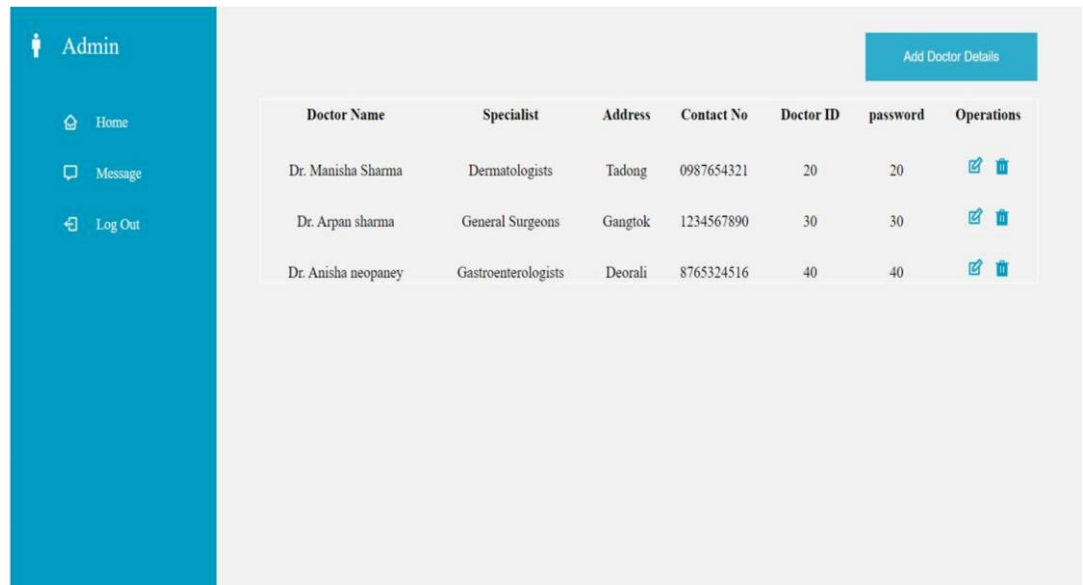 Admin
Home
Message
Log Out
Add Doctor Details
Doctor Name Specialist Address Contact No Doctor ID password Operations
Dr. Manisha Sharma Dermatologists Tadong 0987654321 20 20
Dr. Arpan sharma General Surgeons Gangtok 1234567890 30 30
Dr. Anisha neopaney Gastroenterologists Deorali 8765324516 40 40